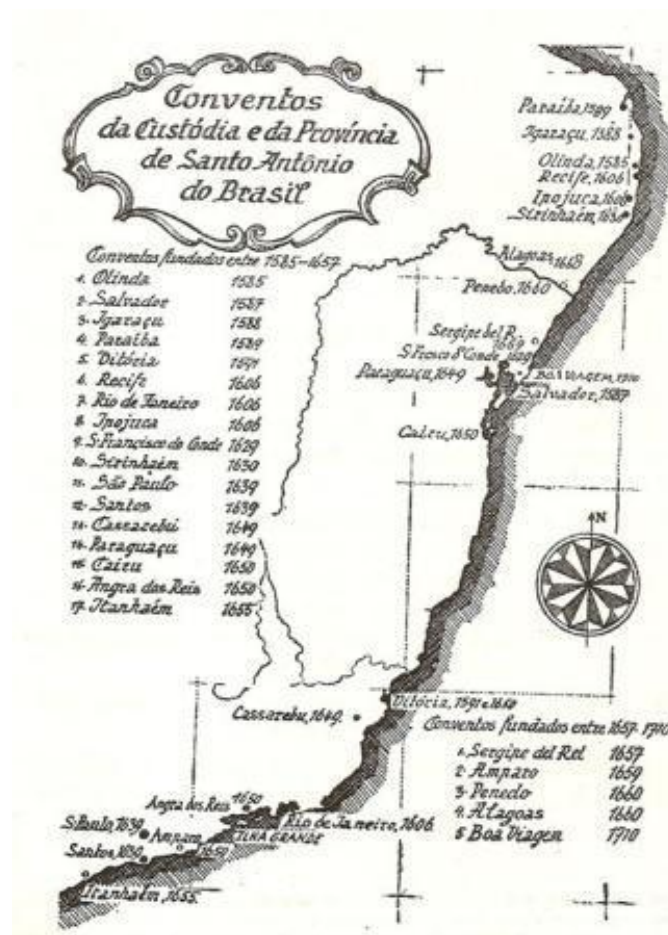 Conventos
da Custódia e da Província
de Santo Antônio
do Brasil
Conventos fundados entre 1585-1657
1. Olinda 1585
2. Salvador 1587
3. Igaraçu 1588
4. Paraíba 1589
5. Vitória 1591
6. Recife 1606
7. Rio de Janeiro 1606
8. Ipojuca 1606
9. S. Francisco do Conde 1629
10. Sirinhaém 1630
11. São Paulo 1639
12. Santos 1639
13. Cassarebú 1649
14. Paraguaçu 1649
15. Cairu 1650
16. Angra dos Reis 1650
17. Itanhaém 1655
Paraíba, 1589
Igaraçu, 1588
Olinda, 1585
Recife, 1606
Ipojuca, 1606
Sirinhaém, 1630
Alagoas
Penedo, 1660
Sergipe del R.
Conde
Paraguaçu, 1649
BOA VIAGEM, 1710
Salvador, 1587
Cairu, 1650
N
Vitória, 1591
Cassarebu, 1649.
Conventos fundados entre 1657-1710
1. Sergipe del Rei 1657
2. Amparo 1659
3. Penedo 1660
4. Alagoas 1660
5. Boa Viagem 1710
Angra dos Reis 1650
Rio de Janeiro, 1606
ILHA GRANDE
S. Paulo, 1639
Amparo
Santos,
Itanhaém, 1655